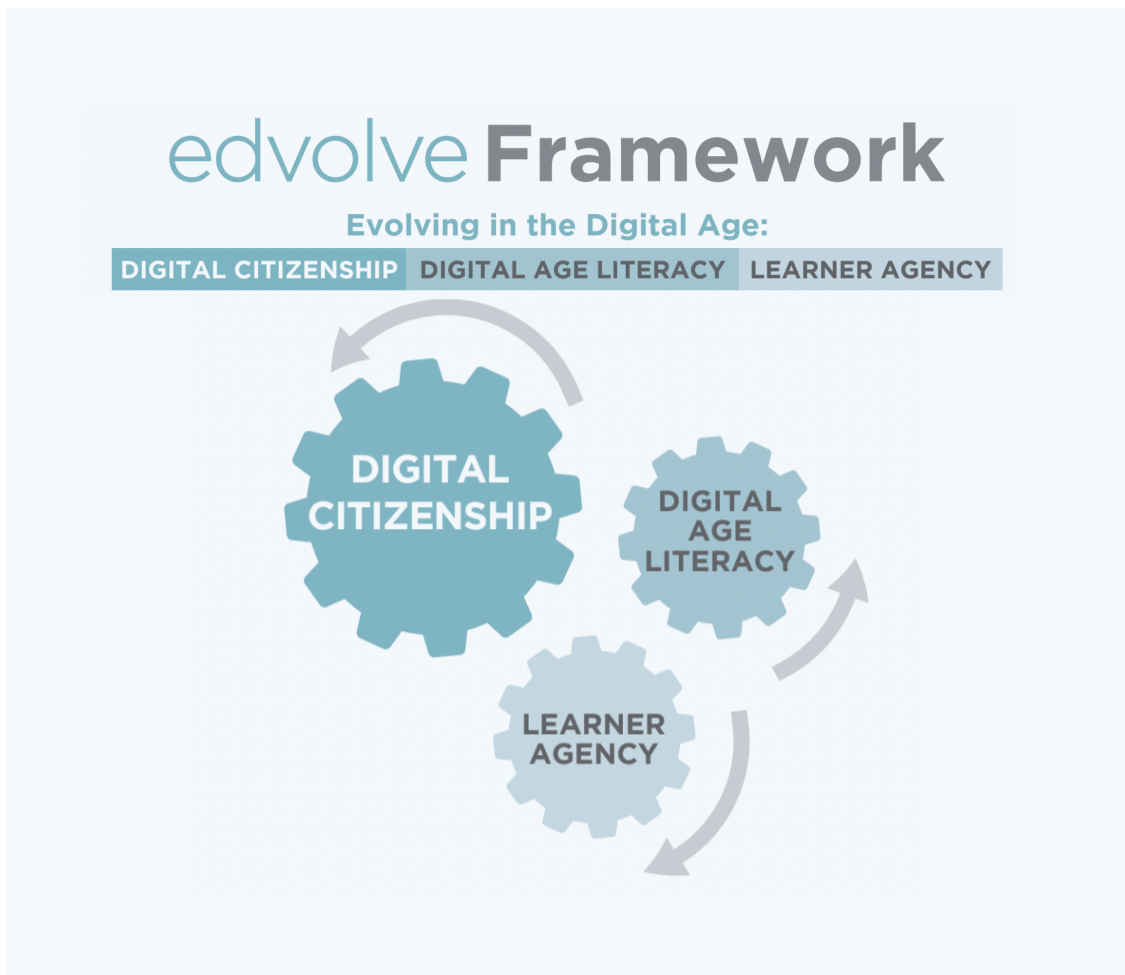 edvolve Framework
Evolving in the Digital Age:
DIGITAL CITIZENSHIP DIGITAL AGE LITERACY LEARNER AGENCY
DIGITAL
CITIZENSHIP
DIGITAL
AGE
LITERACY
LEARNER
AGENCY